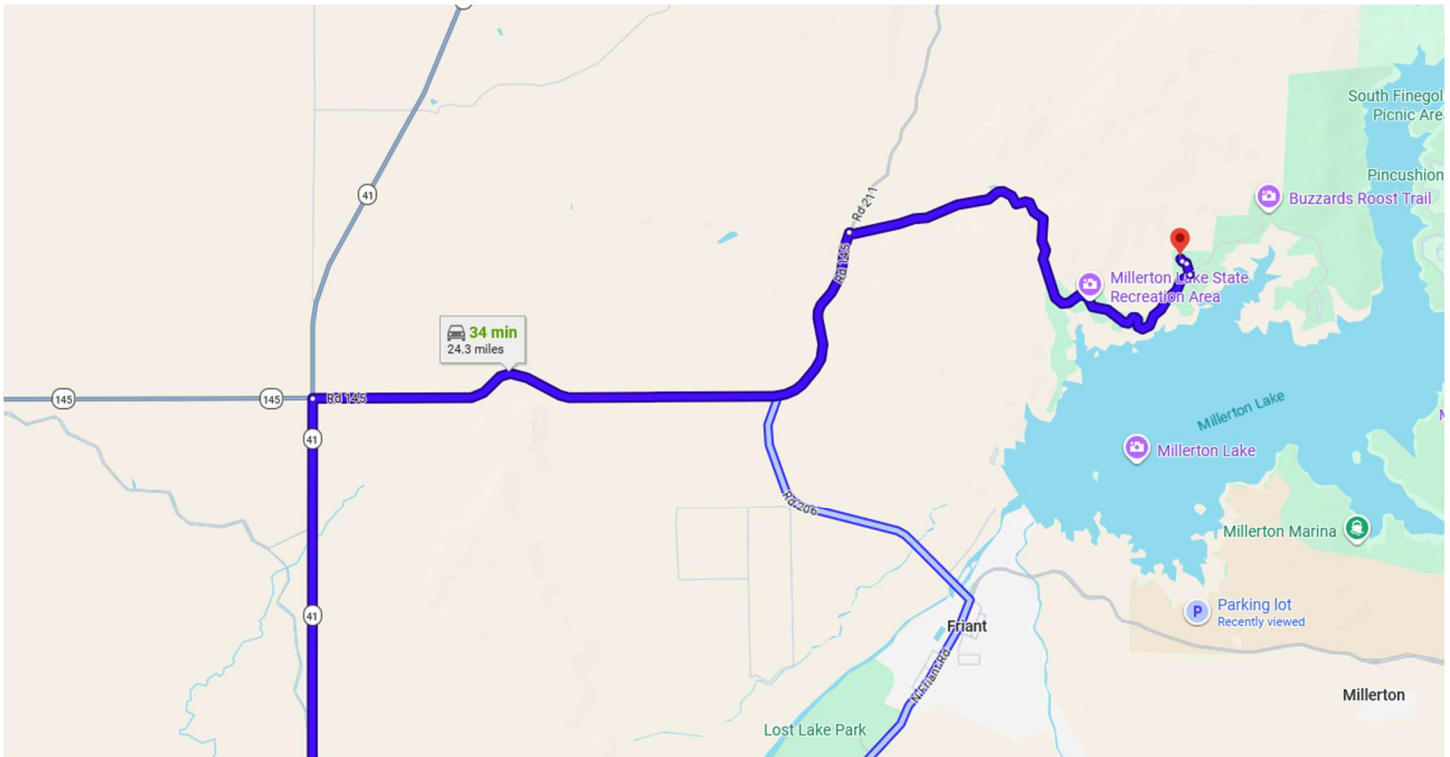 South Finegol
Picnic Are
Pincushion
41
Rd 211
Buzzards Roost Trail
Rd 145
Millerton Lake State
Recreation Area
34 min
24.3 miles
145
145
Rd 145
41
Millerton Lake
Millerton Lake
Rd 206
Millerton Marina
41
P
Parking lot
Recently viewed
Friant
N Friant Rd
Millerton
Lost Lake Park